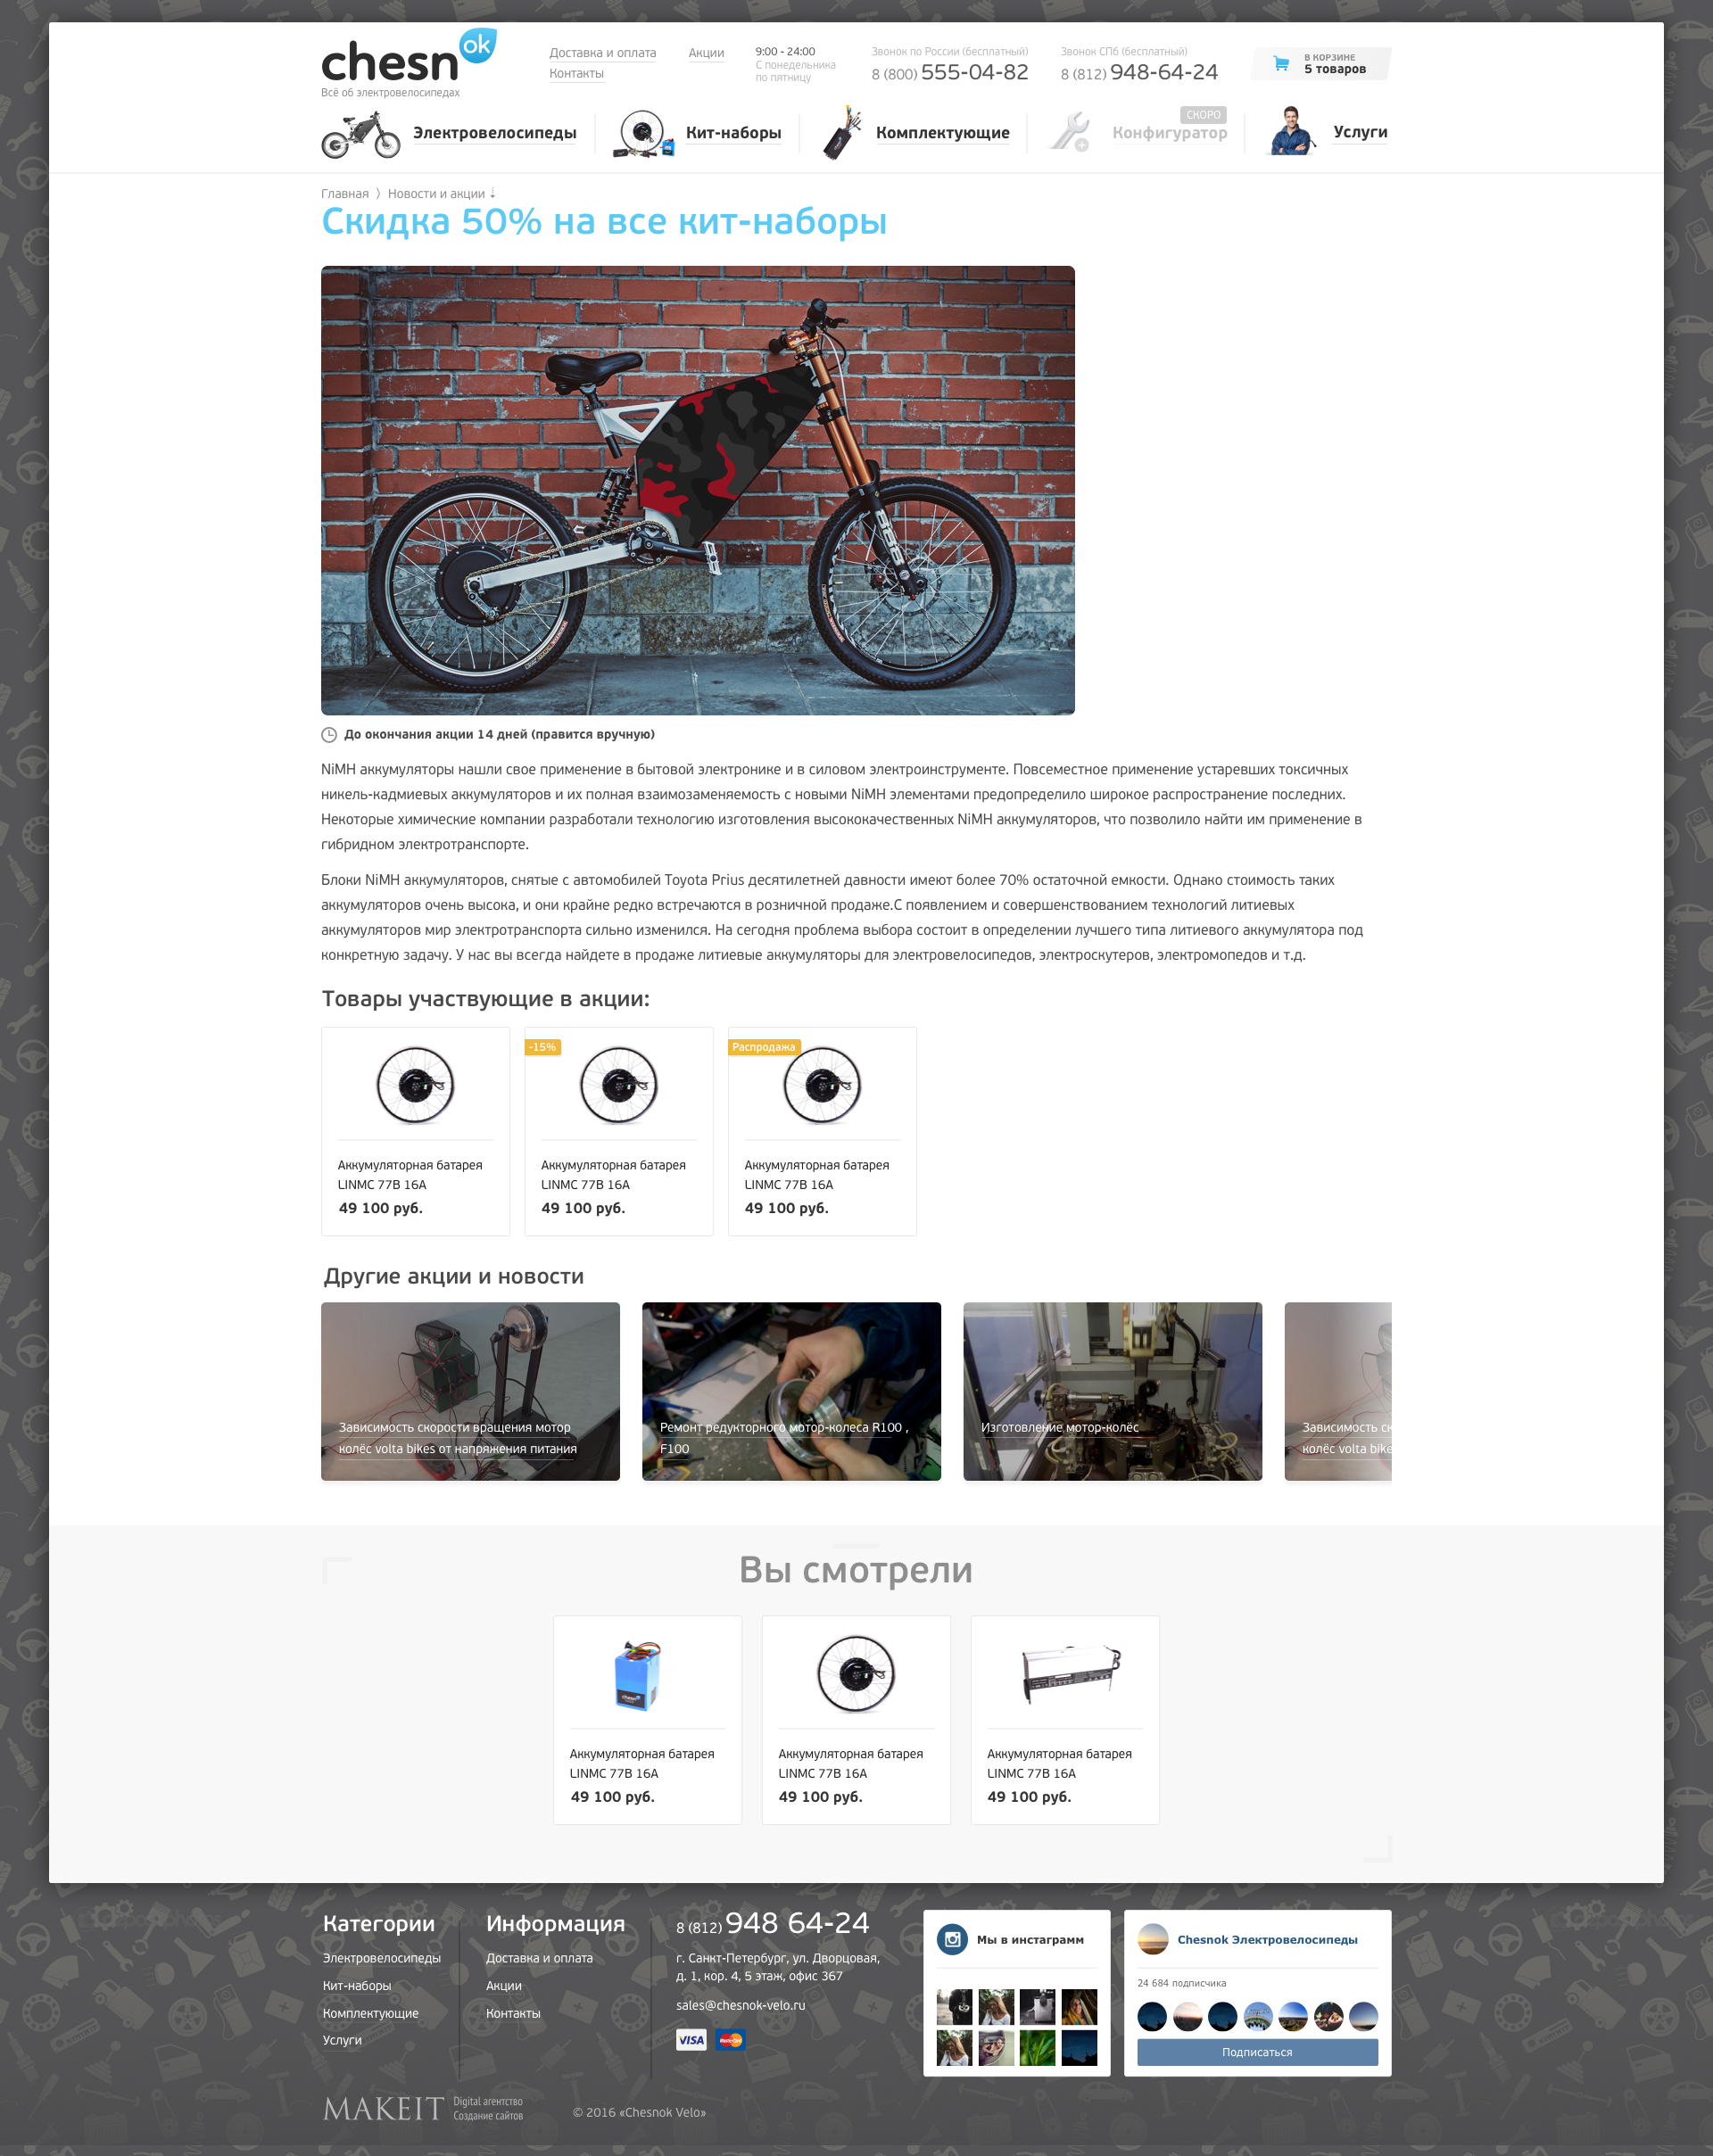 chesn ok
Всё об электровелосипедах
Доставка и оплата
Акции
Контакты
9:00 - 24:00
С понедельника
по пятницу
Звонок по России (бесплатный)
8 (800) 555-04-82
Звонок СПб (бесплатный)
8 (812) 948-64-24
В КОРЗИНЕ
5 товаров
Электровелосипеды
Кит-наборы
Комплектующие
СКОРО
Конфигуратор
Услуги
Главная 〉 Новости и акции ⇣
Скидка 50% на все кит-наборы
До окончания акции 14 дней (правится вручную)
NiMH аккумуляторы нашли свое применение в бытовой электронике и в силовом электроинструменте. Повсеместное применение устаревших токсичных
никель-кадмиевых аккумуляторов и их полная взаимозаменяемость с новыми NiMH элементами предопределило широкое распространение последних.
Некоторые химические компании разработали технологию изготовления высококачественных NiMH аккумуляторов, что позволило найти им применение в
гибридном электротранспорте.
Блоки NiMH аккумуляторов, снятые с автомобилей Toyota Prius десятилетней давности имеют более 70% остаточной емкости. Однако стоимость таких
аккумуляторов очень высока, и они крайне редко встречаются в розничной продаже.С появлением и совершенствованием технологий литиевых
аккумуляторов мир электротранспорта сильно изменился. На сегодня проблема выбора состоит в определении лучшего типа литиевого аккумулятора под
конкретную задачу. У нас вы всегда найдете в продаже литиевые аккумуляторы для электровелосипедов, электроскутеров, электромопедов и т.д.
Товары участвующие в акции:
Аккумуляторная батарея
LINMC 77В 16А
49 100 руб.
-15%
Аккумуляторная батарея
LINMC 77В 16А
49 100 руб.
Распродажа
Аккумуляторная батарея
LINMC 77В 16А
49 100 руб.
Другие акции и новости
Зависимость скорости вращения мотор
колёс volta bikes от напряжения питания
Ремонт редукторного мотор-колеса R100 ,
F100
Изготовление мотор-колёс
Зависимость ск
колёс volta bike
Вы смотрели
chesnok
Аккумуляторная батарея
LINMC 77В 16А
49 100 руб.
Аккумуляторная батарея
LINMC 77В 16А
49 100 руб.
Аккумуляторная батарея
LINMC 77В 16А
49 100 руб.
Категории
Электровелосипеды
Кит-наборы
Комплектующие
Услуги
Информация
Доставка и оплата
Акции
Контакты
8 (812) 948 64-24
г. Санкт-Петербург, ул. Дворцовая,
д. 1, кор. 4, 5 этаж, офис 367
sales@chesnok-velo.ru
VISA
MasterCard
Мы в инстаграмм
Chesnok Электровелосипеды
24 684 подписчика
Подписаться
MAKEIT
Digital агентство
Создание сайтов
© 2016 «Chesnok Velo»